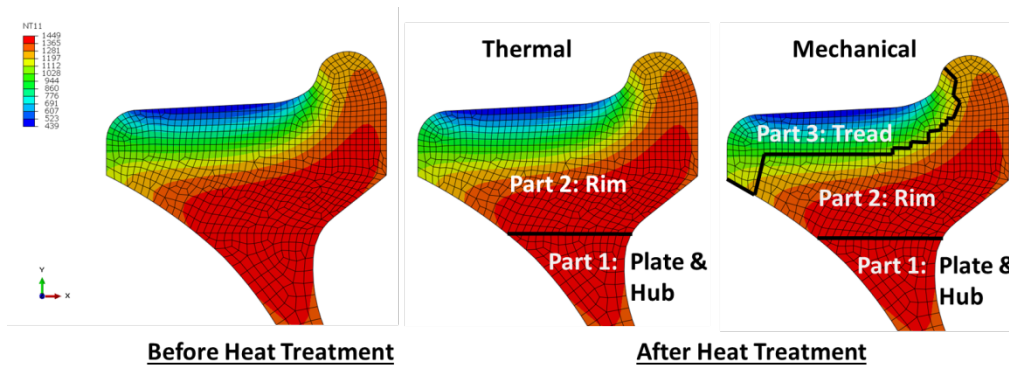 NT11
1449
1365
1281
1197
1112
1028
944
860
776
691
607
523
439
Y
X
Thermal
Part 2: Rim
Part 1: Plate &
Hub
Mechanical
Part 3: Tread
Part 2: Rim
Part 1: Plate &
Hub
Before Heat Treatment
After Heat Treatment